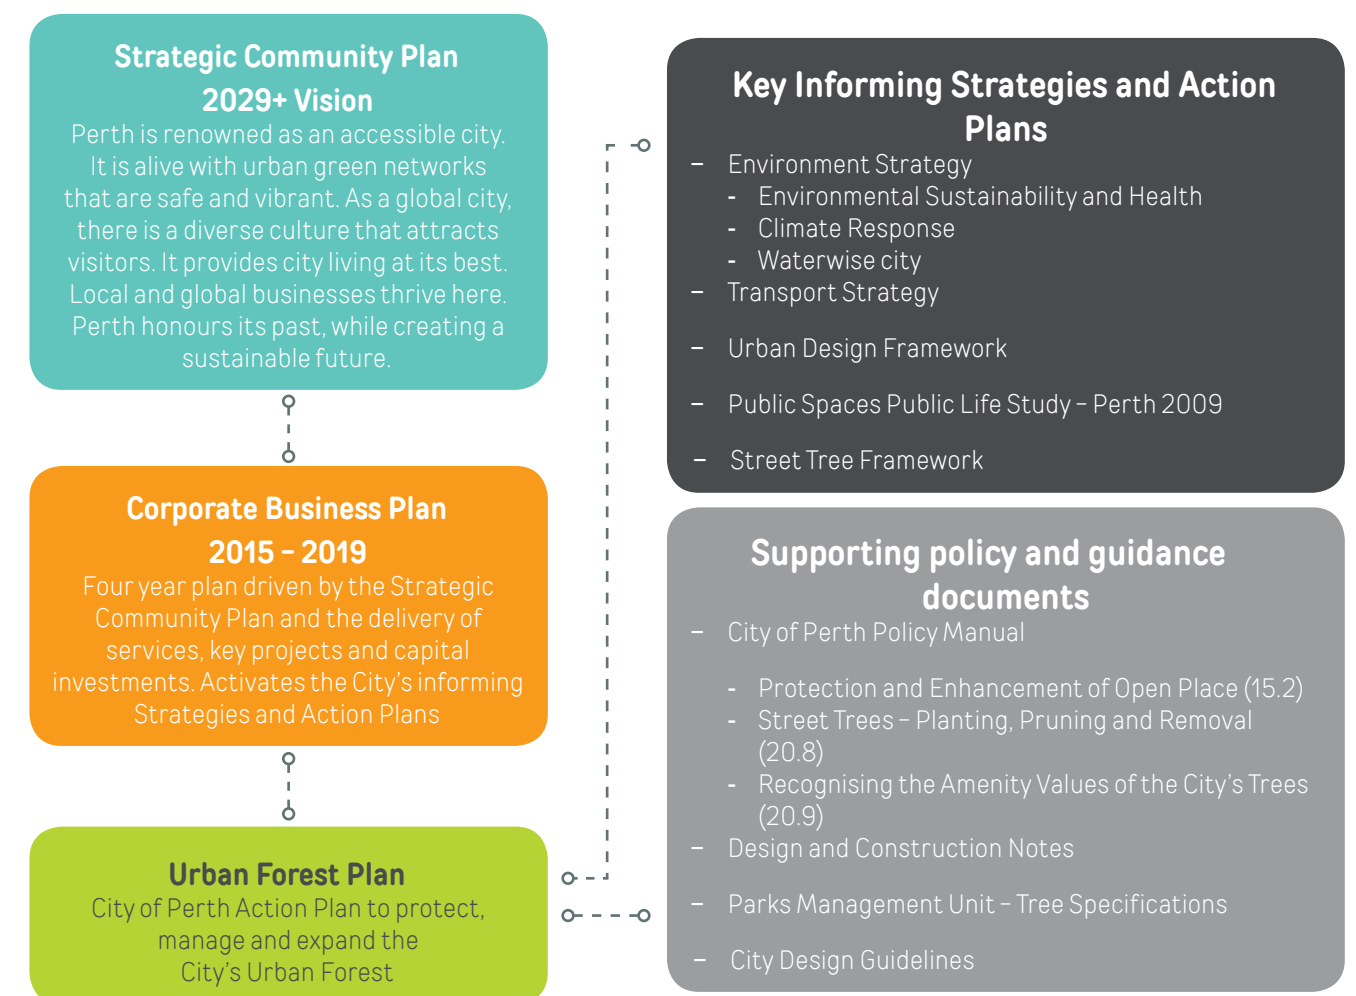 Strategic Community Plan
2029+ Vision
Perth is renowned as an accessible city.
It is alive with urban green networks
that are safe and vibrant. As a global city,
there is a diverse culture that attracts
visitors. It provides city living at its best.
Local and global businesses thrive here.
Perth honours its past, while creating a
sustainable future.
Corporate Business Plan
2015 – 2019
Four year plan driven by the Strategic
Community Plan and the delivery of
services, key projects and capital
investments. Activates the City's informing
Strategies and Action Plans
Urban Forest Plan
City of Perth Action Plan to protect,
manage and expand the
City's Urban Forest
Key Informing Strategies and Action
Plans
– Environment Strategy
- Environmental Sustainability and Health
- Climate Response
- Waterwise city
– Transport Strategy
– Urban Design Framework
– Public Spaces Public Life Study – Perth 2009
– Street Tree Framework
Supporting policy and guidance
documents
– City of Perth Policy Manual
- Protection and Enhancement of Open Place (15.2)
- Street Trees – Planting, Pruning and Removal
(20.8)
- Recognising the Amenity Values of the City's Trees
(20.9)
– Design and Construction Notes
– Parks Management Unit – Tree Specifications
– City Design Guidelines